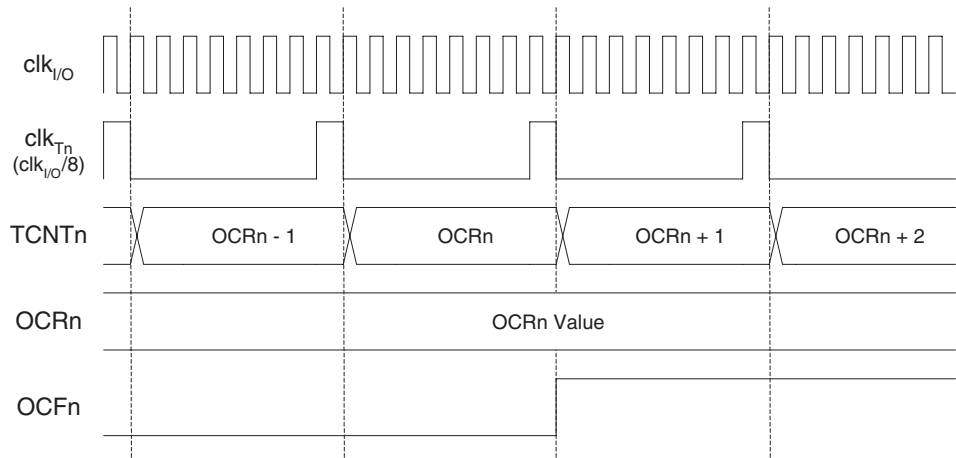 clkI/O
clkTn
(clkI/O/8)
TCNTn
OCRn - 1
OCRn
OCRn + 1
OCRn + 2
OCRn
OCRn Value
OCFn